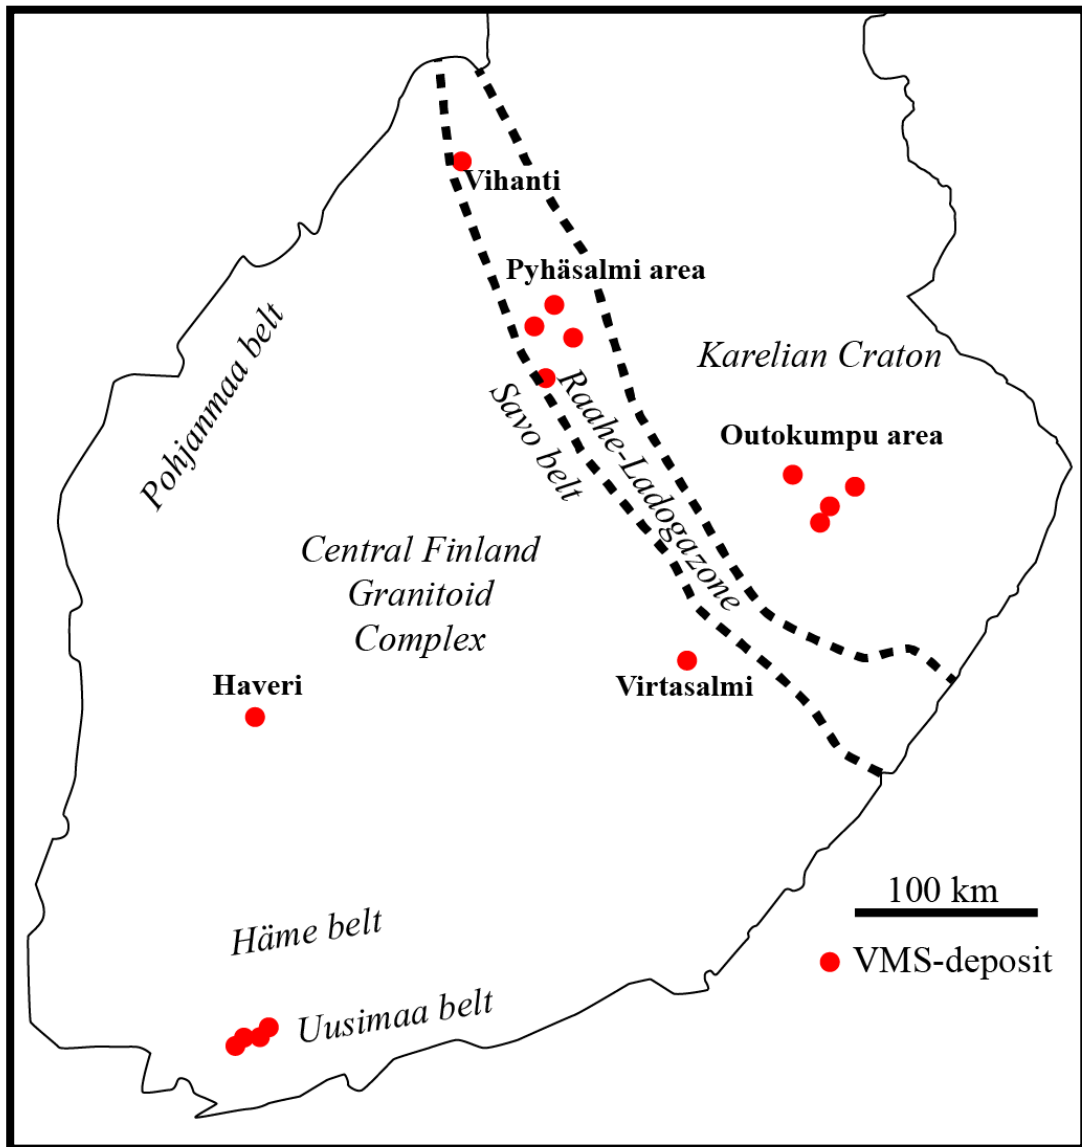 Vihanti
Pyhäsalmi area
Karelian Craton
Pohjanmaa belt
Savo belt
Raahe-Ladogazone
Outokumpu area
Central Finland
Granitoid
Complex
Haveri
Virtasalmi
100 km
Häme belt
VMS-deposit
Uusimaa belt